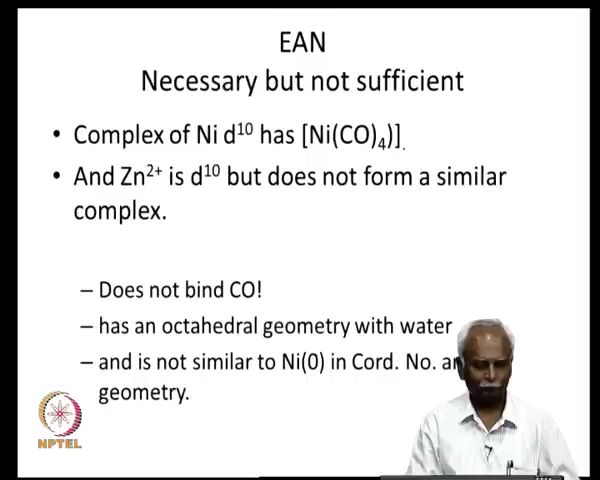 EAN
Necessary but not sufficient
• Complex of Ni d¹⁰ has [Ni(CO)₄)].
• And Zn²⁺ is d¹⁰ but does not form a similar
complex.
– Does not bind CO!
– has an octahedral geometry with water
– and is not similar to Ni(0) in Cord. No.
geometry.
NPTEL